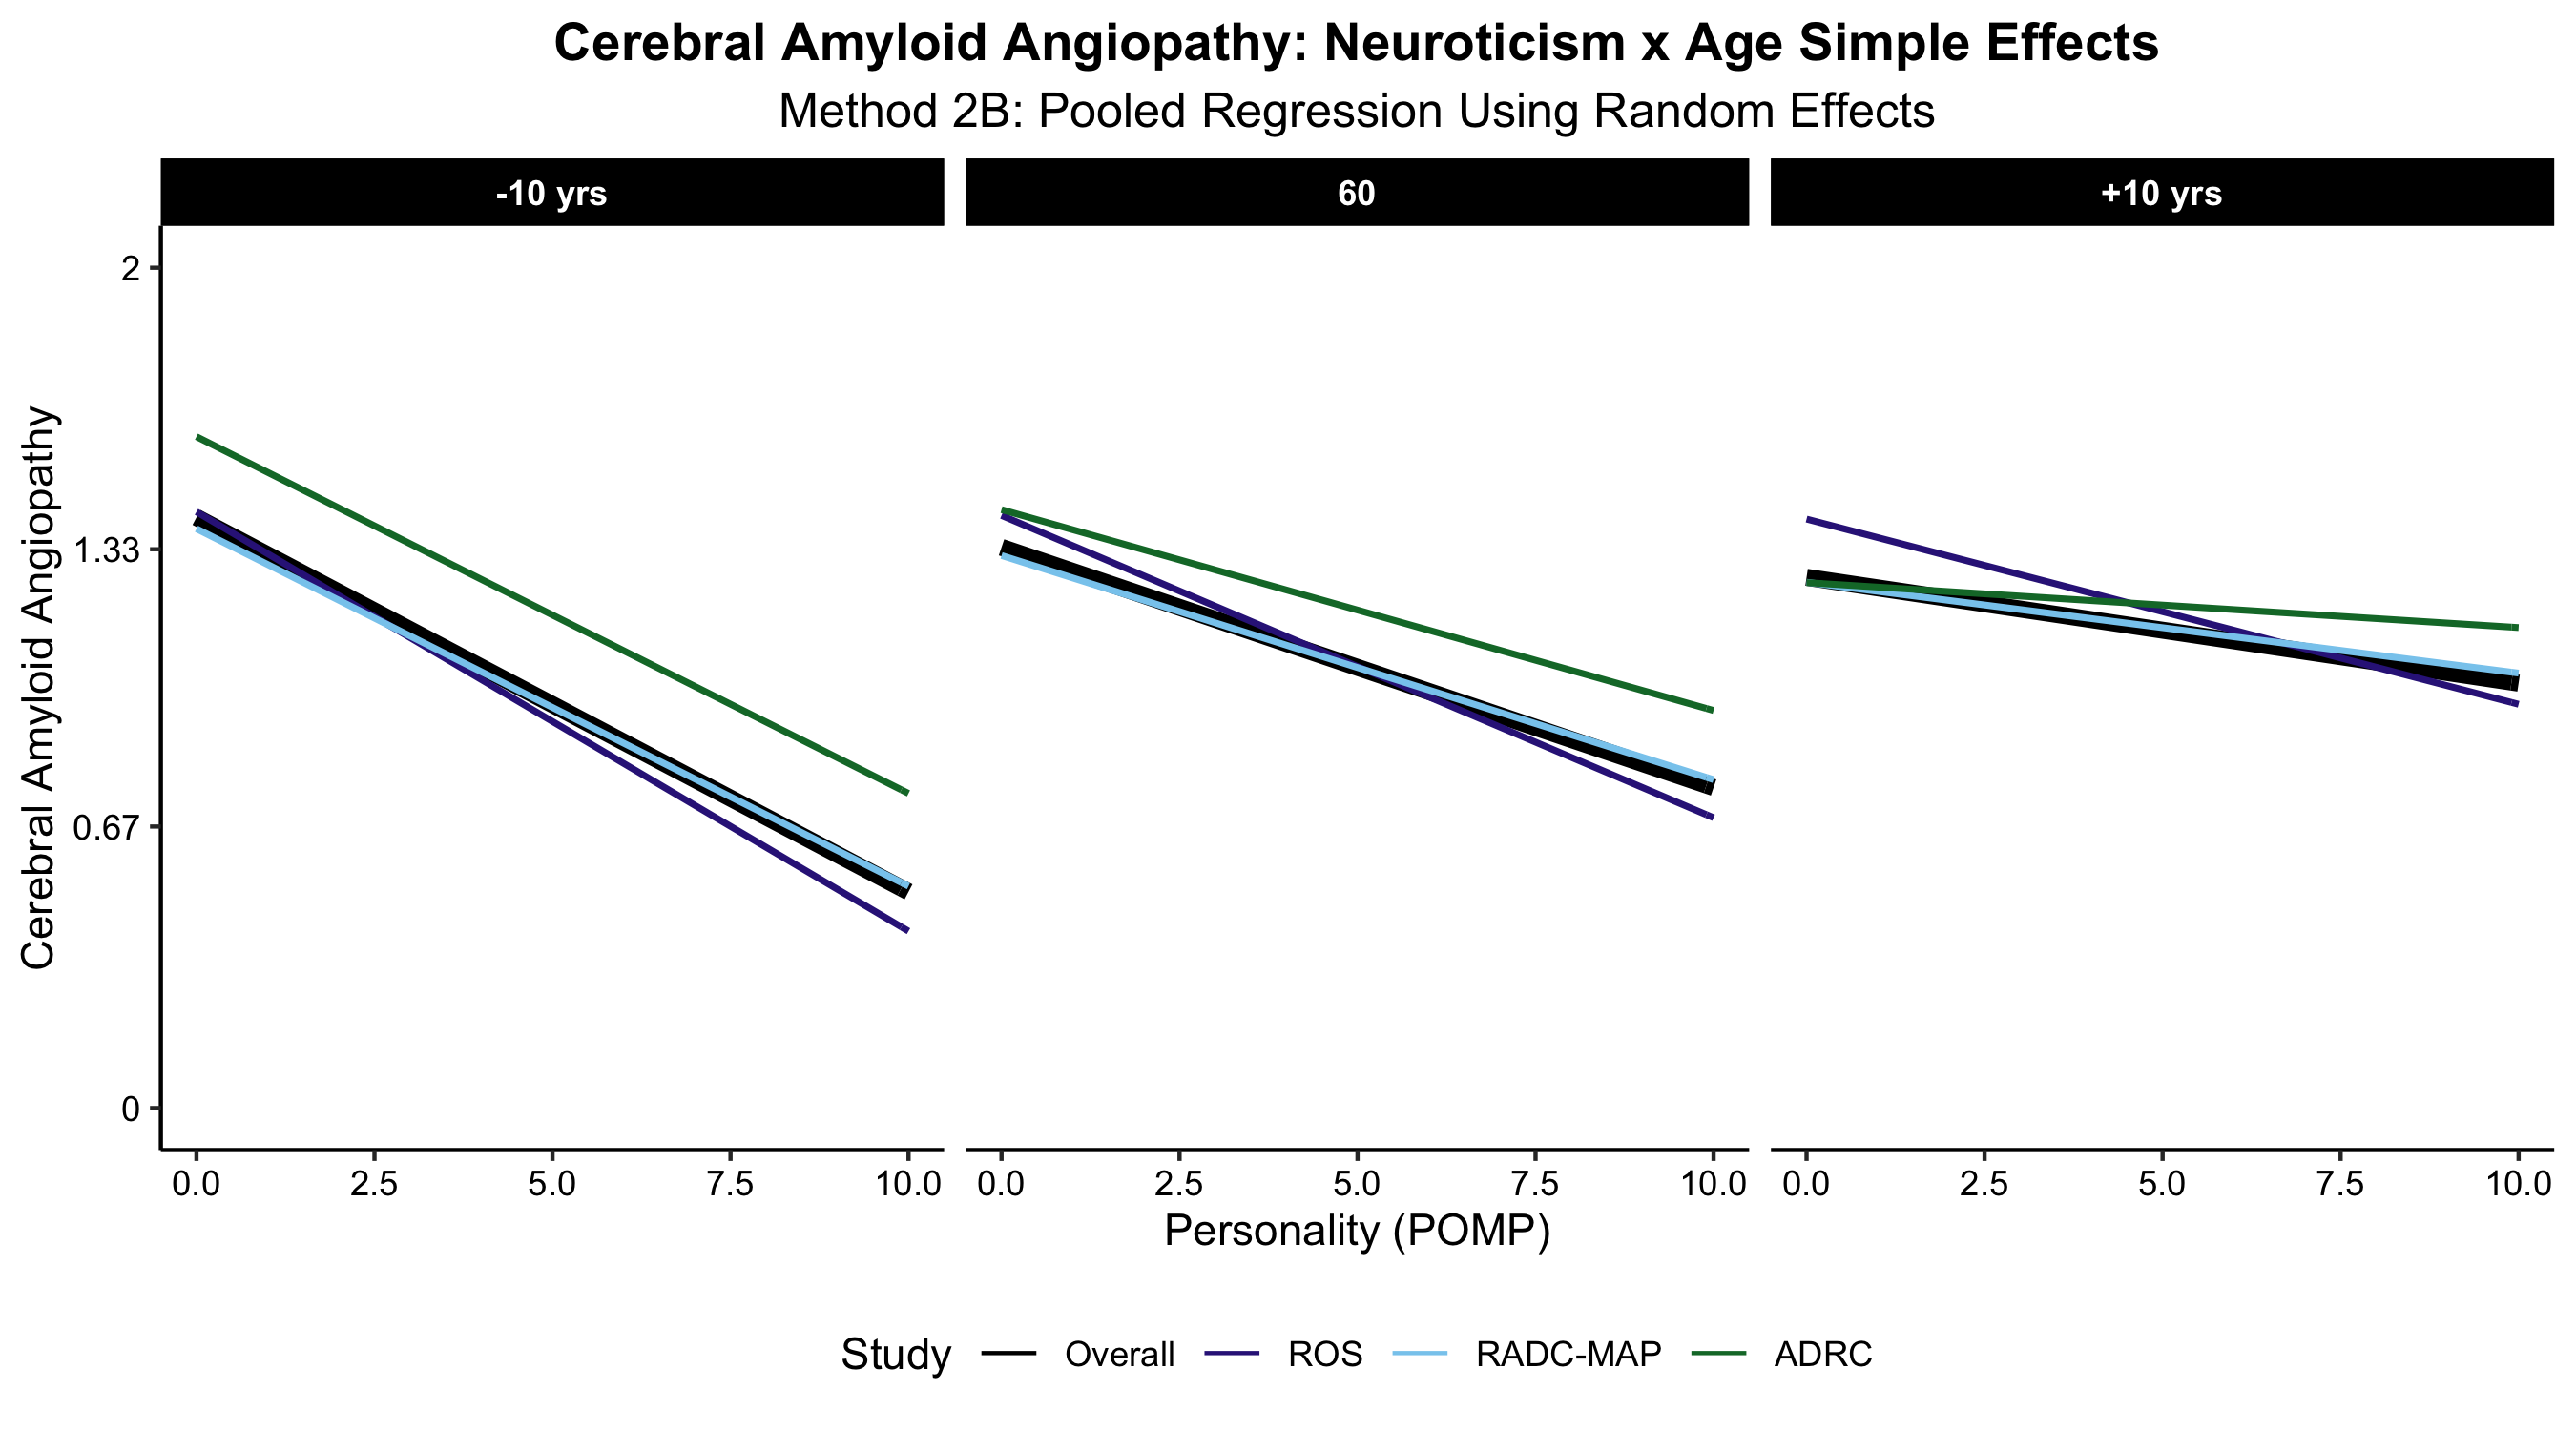 Cerebral Amyloid Angiopathy: Neuroticism x Age Simple Effects
Method 2B: Pooled Regression Using Random Effects
-10 yrs 60 +10 yrs
Cerebral Amyloid Angiopathy
2
1.33
0.67
0
0.0 2.5 5.0 7.5 10.0 0.0 2.5 5.0 7.5 10.0 0.0 2.5 5.0 7.5 10.0
Personality (POMP)
Study Overall ROS RADC-MAP ADRC